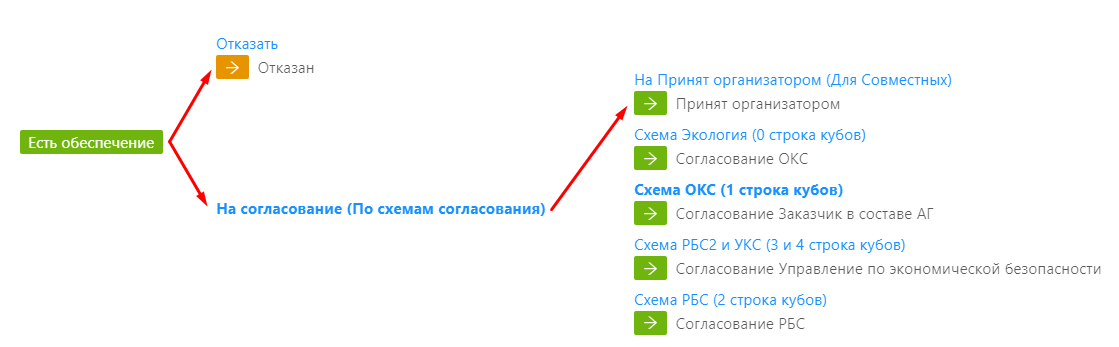 Отказать
Отказан
Есть обеспечение
На согласование (По схемам согласования)
На Принят организатором (Для Совместных)
Принят организатором
Схема Экология (0 строка кубов)
Согласование ОКС
Схема ОКС (1 строка кубов)
Согласование Заказчик в составе АГ
Схема РБС2 и УКС (3 и 4 строка кубов)
Согласование Управление по экономической безопасности
Схема РБС (2 строка кубов)
Согласование РБС